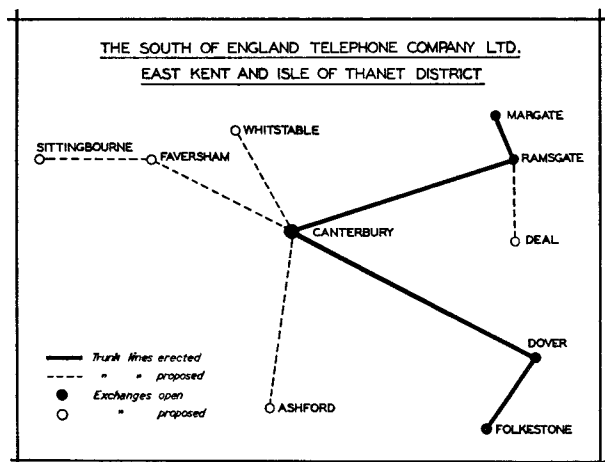 THE SOUTH OF ENGLAND TELEPHONE COMPANY LTD.
EAST KENT AND ISLE OF THANET DISTRICT
MARGATE
WHITSTABLE
SITTINGBOURNE
FAVERSHAM
RAMSGATE
CANTERBURY
DEAL
DOVER
Trunk lines erected
" " proposed
Exchanges open
" proposed
ASHFORD
FOLKESTONE